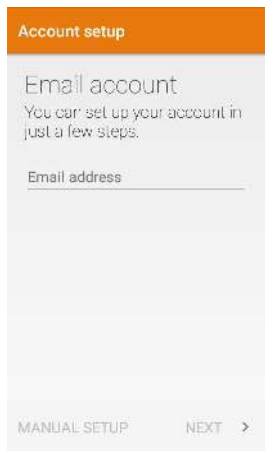 Account setup
Email account
You can set up your account in
just a few steps.
Email address
MANUAL SETUP NEXT >